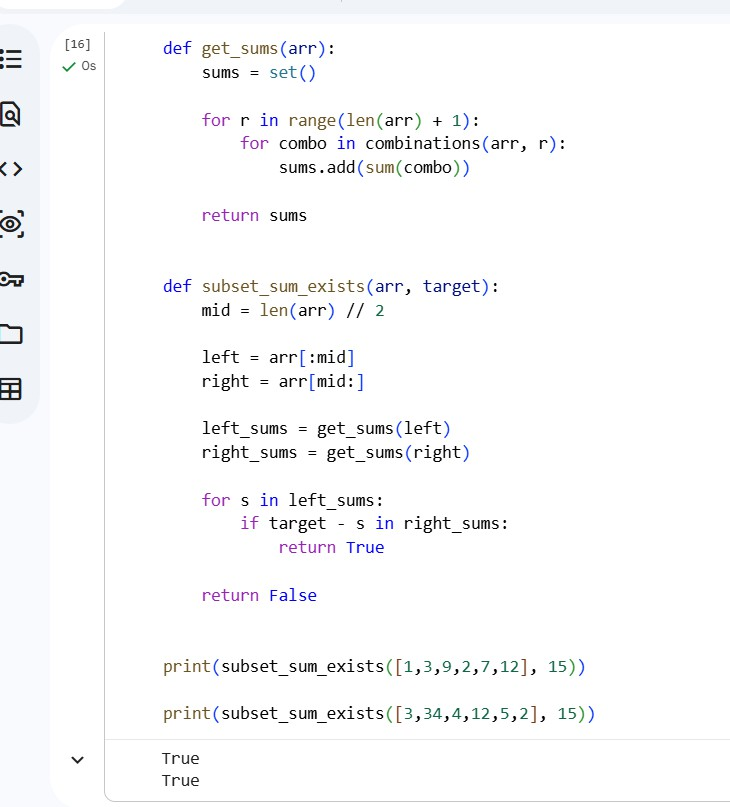 [16]
0s
def get_sums(arr):
    sums = set()

    for r in range(len(arr) + 1):
        for combo in combinations(arr, r):
            sums.add(sum(combo))

    return sums


def subset_sum_exists(arr, target):
    mid = len(arr) // 2

    left = arr[:mid]
    right = arr[mid:]

    left_sums = get_sums(left)
    right_sums = get_sums(right)

    for s in left_sums:
        if target - s in right_sums:
            return True

    return False


print(subset_sum_exists([1,3,9,2,7,12], 15))

print(subset_sum_exists([3,34,4,12,5,2], 15))
True
True